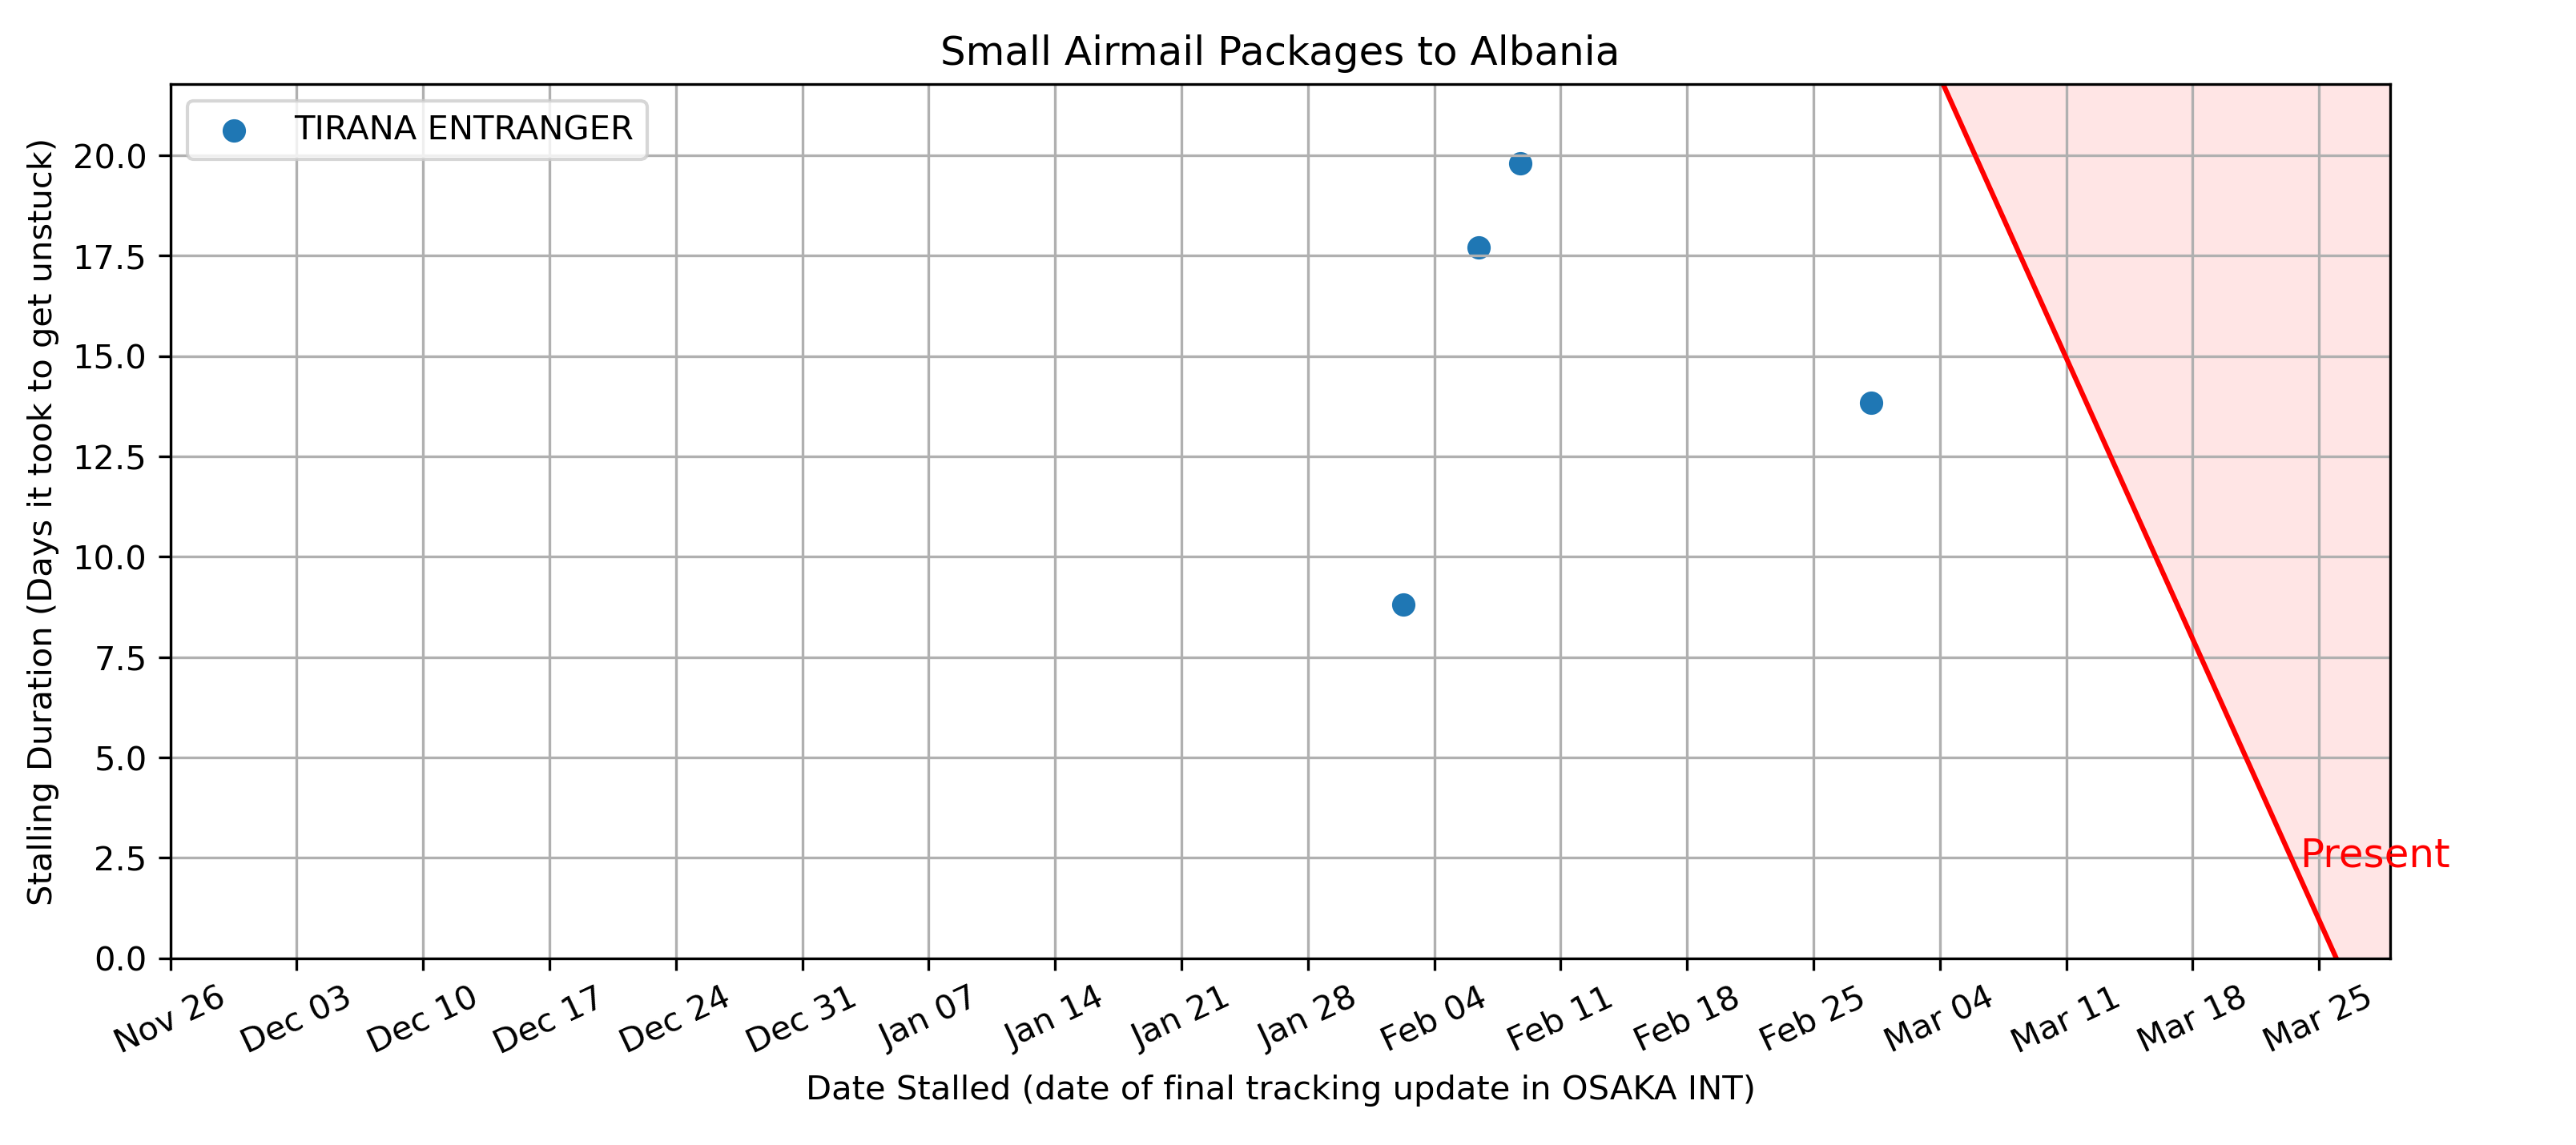 Small Airmail Packages to Albania
TIRANA ENTRANGER
Stalling Duration (Days it took to get unstuck)
20.0
17.5
15.0
12.5
10.0
7.5
5.0
2.5
0.0
Present
Nov 26
Dec 03
Dec 10
Dec 17
Dec 24
Dec 31
Jan 07
Jan 14
Jan 21
Jan 28
Feb 04
Feb 11
Feb 18
Feb 25
Mar 04
Mar 11
Mar 18
Mar 25
Date Stalled (date of final tracking update in OSAKA INT)